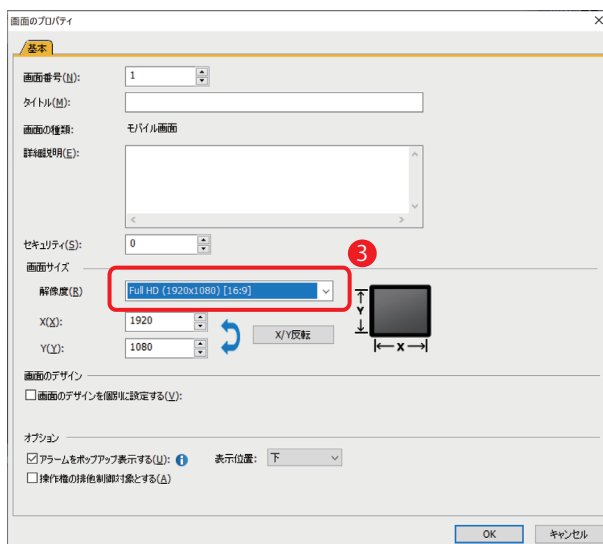 画面のプロパティ
基本
画面番号(N): 1
タイトル(M):
画面の種類: モバイル画面
詳細説明(E):
セキュリティ(S): 0
画面サイズ
3
解像度(R) Full HD (1920x1080) [16:9]
X(X): 1920
Y(Y): 1080
X/Y反転
Y
X
画面のデザイン
画面のデザインを個別に設定する(V):
オプション
アラームをポップアップ表示する(U): 表示位置: 下
操作権の排他制御対象とする(A)
OK キャンセル